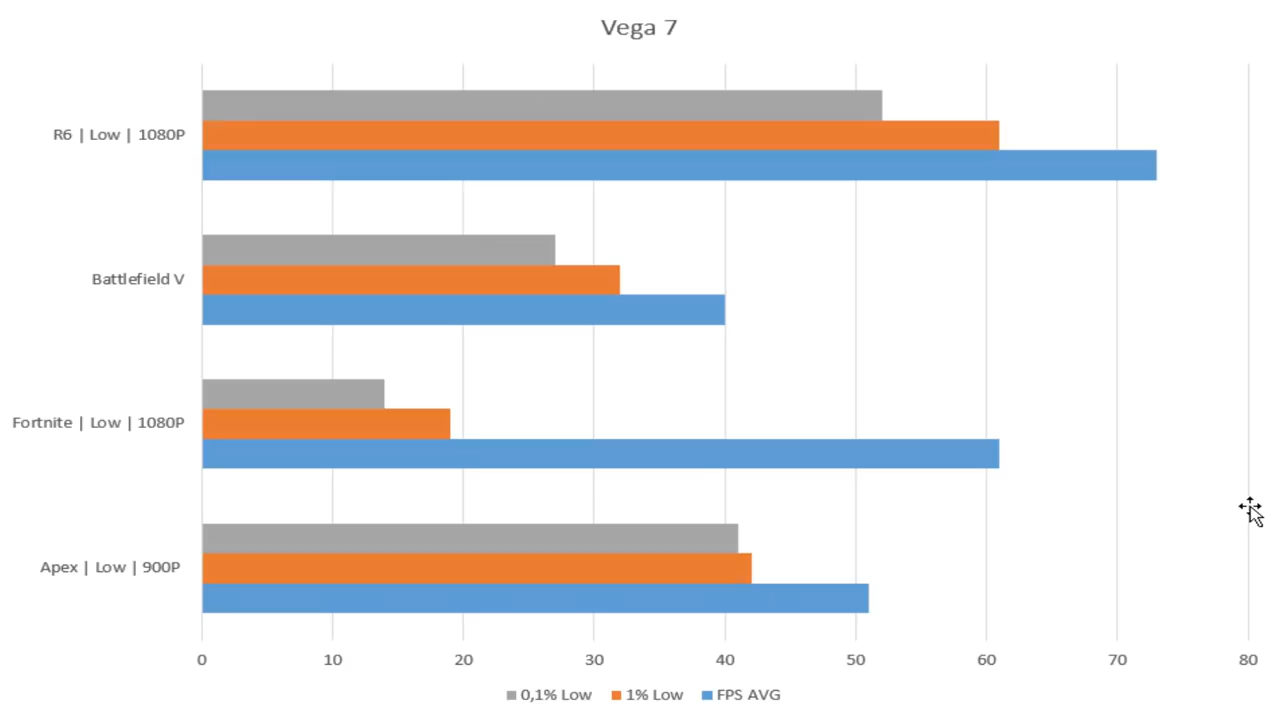 Vega 7
R6 | Low | 1080P
Battlefield V
Fortnite | Low | 1080P
Apex | Low | 900P
0 10 20 30 40 50 60 70 80
0,1% Low 1% Low FPS AVG